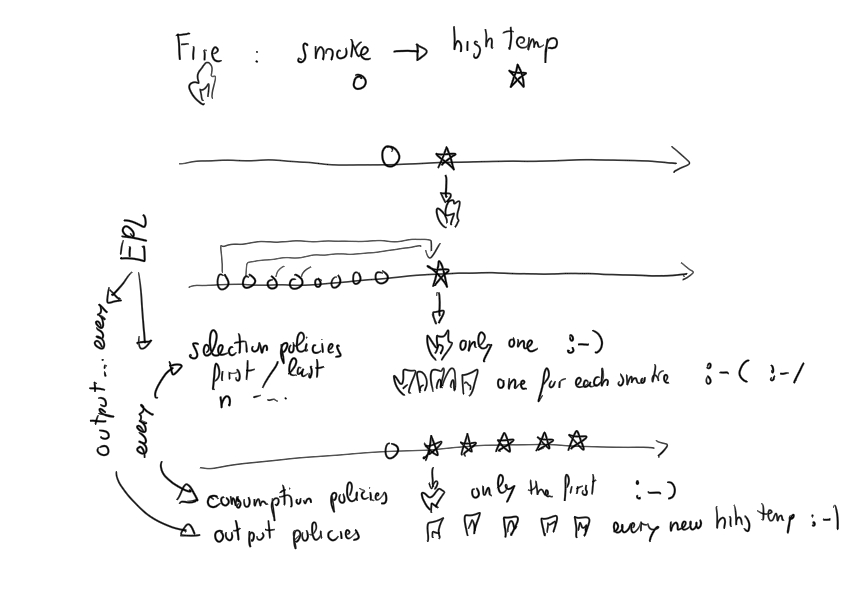 Fire : smoke → high temp
EPL
output ... every
every
selection policies
first / last
n ....
only one :-)
one for each smoke :-( :-/
consumption policies
only the first :-)
output policies
every new hihg temp :-|